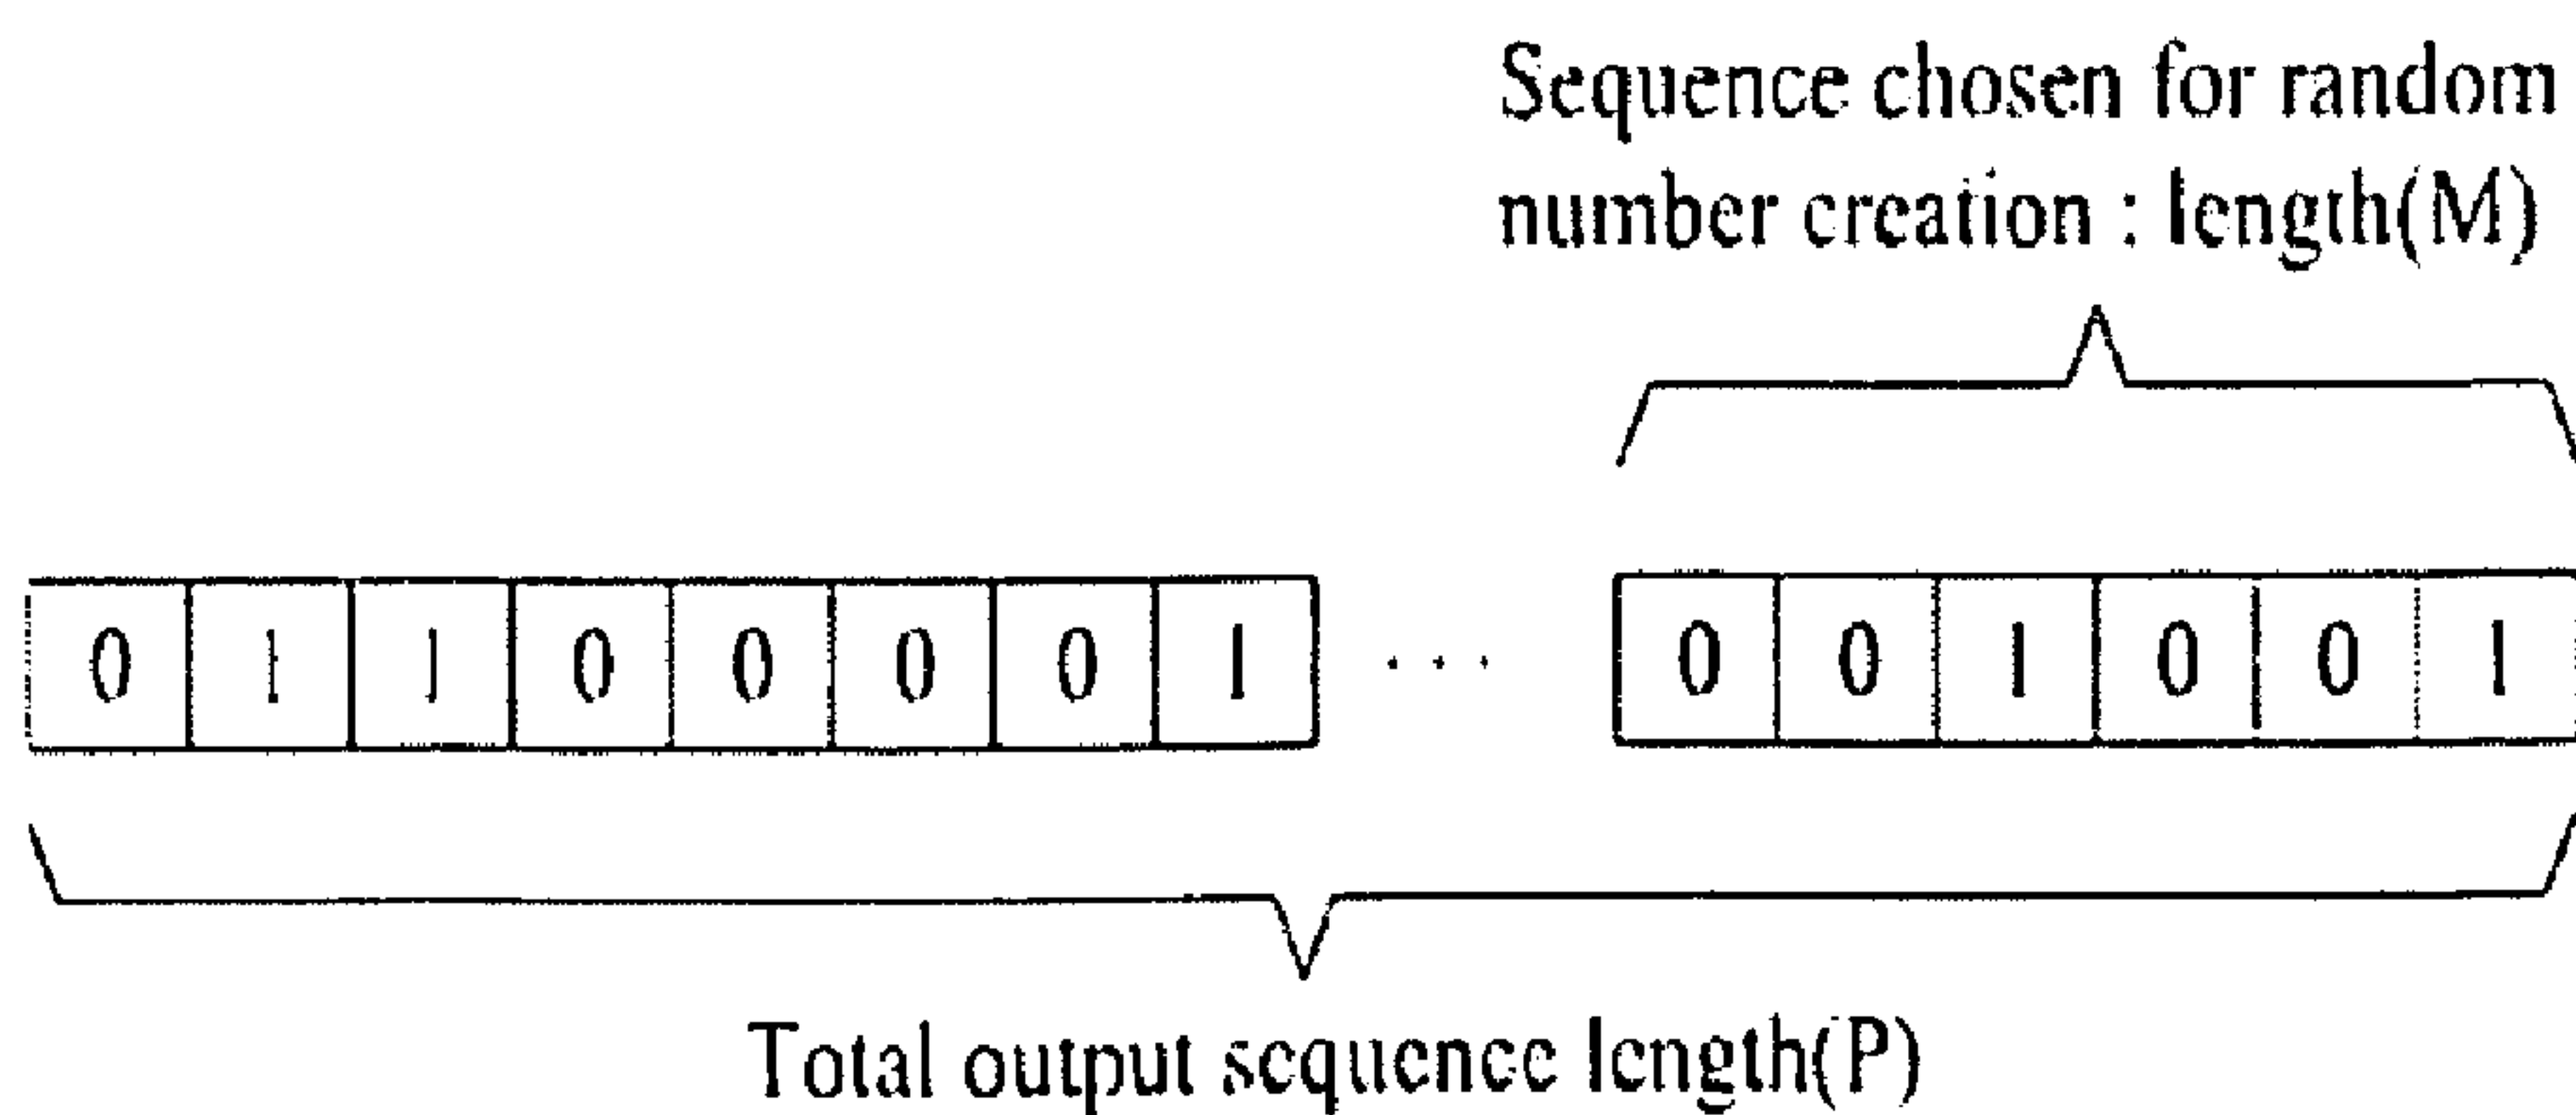 Sequence chosen for random
number creation : length(M)
0 1 1 0 0 0 0 1 ... 0 0 1 0 0 1
Total output sequence length(P)